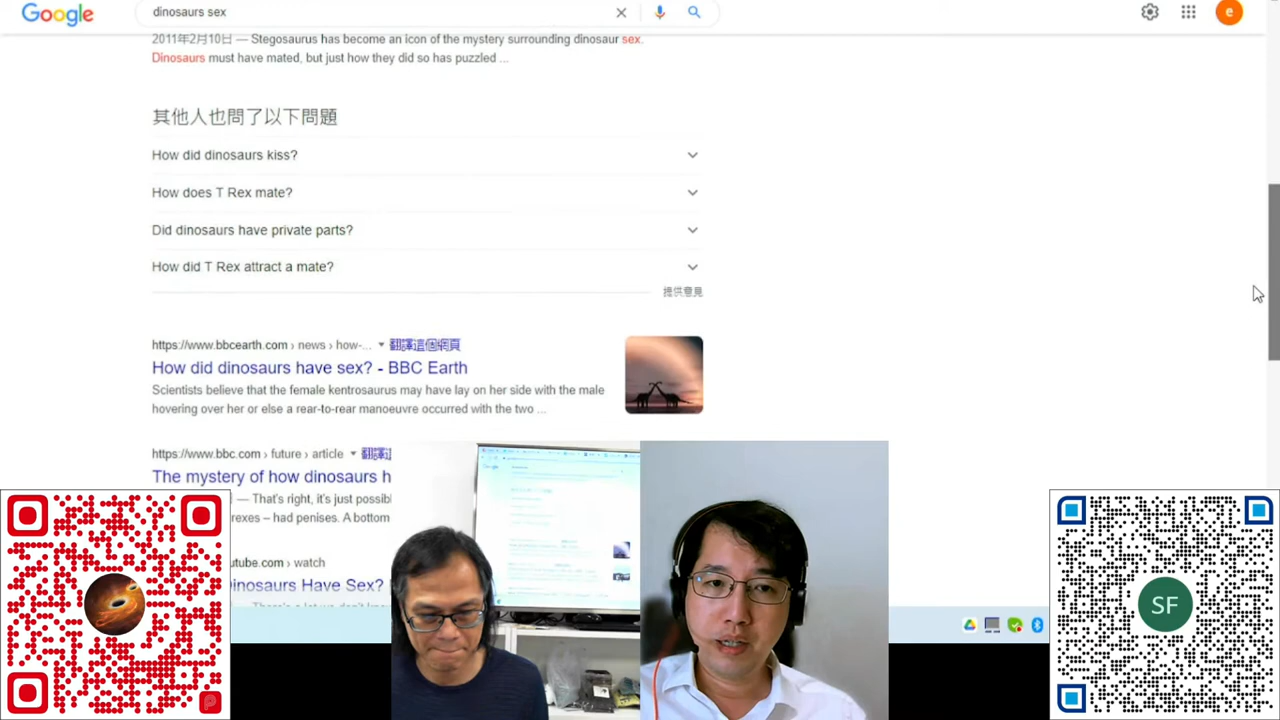 Google
dinosaurs sex
e
2011年2月10日 — Stegosaurus has become an icon of the mystery surrounding dinosaur sex.
Dinosaurs must have mated, but just how they did so has puzzled ...
其他人也問了以下問題
How did dinosaurs kiss?
How does T Rex mate?
Did dinosaurs have private parts?
How did T Rex attract a mate?
提供意見
https://www.bbcearth.com › news › how-... 翻譯這個網頁
How did dinosaurs have sex? - BBC Earth
Scientists believe that the female kentrosaurus may have lay on her side with the male
hovering over her or else a rear-to-rear manoeuvre occurred with the two ...
https://www.bbc.com › future › article 翻譯
The mystery of how dinosaurs h
— That's right, it's just possibl
rexes – had penises. A bottom
utube.com › watch
Dinosaurs Have Sex?
SF